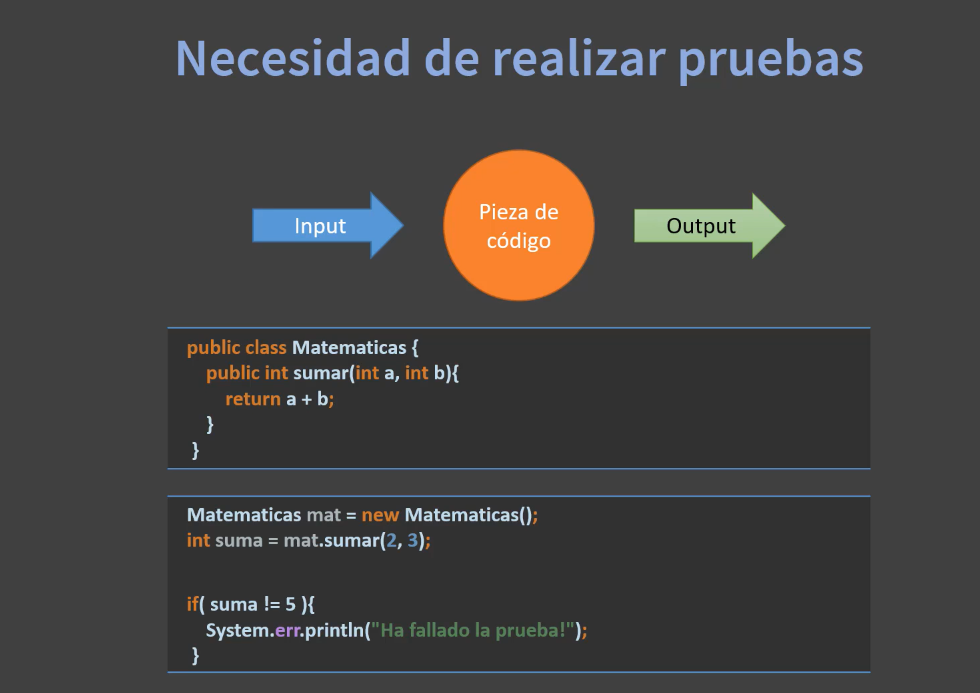 Necesidad de realizar pruebas
Input
Pieza de
código
Output
public class Matematicas {
public int sumar(int a, int b){
return a + b;
}
}
Matematicas mat = new Matematicas();
int suma = mat.sumar(2, 3);
if( suma != 5 ){
System.err.println("Ha fallado la prueba!");
}